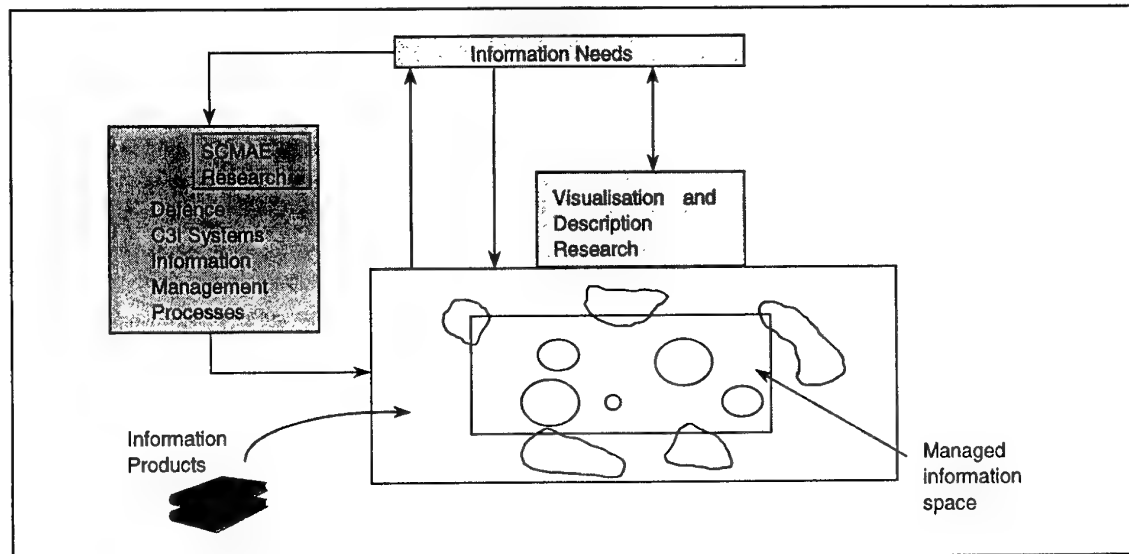 Information Needs
SCMAE
Research
Defence
C3I Systems
Information
Management
Processes
Visualisation and
Description
Research
Information
Products
Managed
information
space